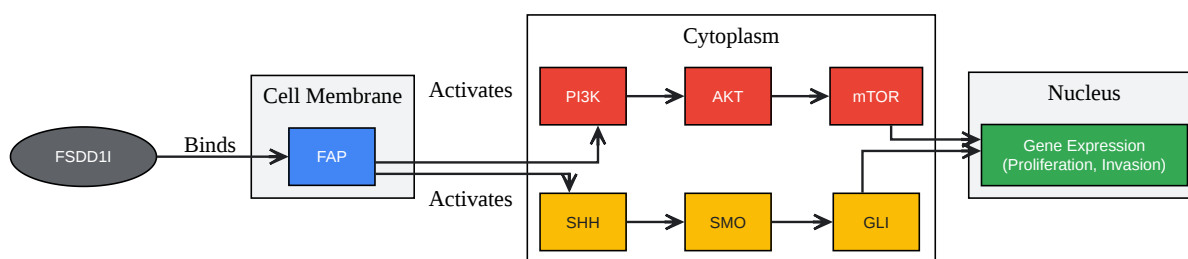 Cytoplasm
Cell Membrane
Activates
PI3K
AKT
mTOR
Nucleus
FSDD1I
Binds
FAP
Gene Expression
(Proliferation, Invasion)
Activates
SHH
SMO
GLI